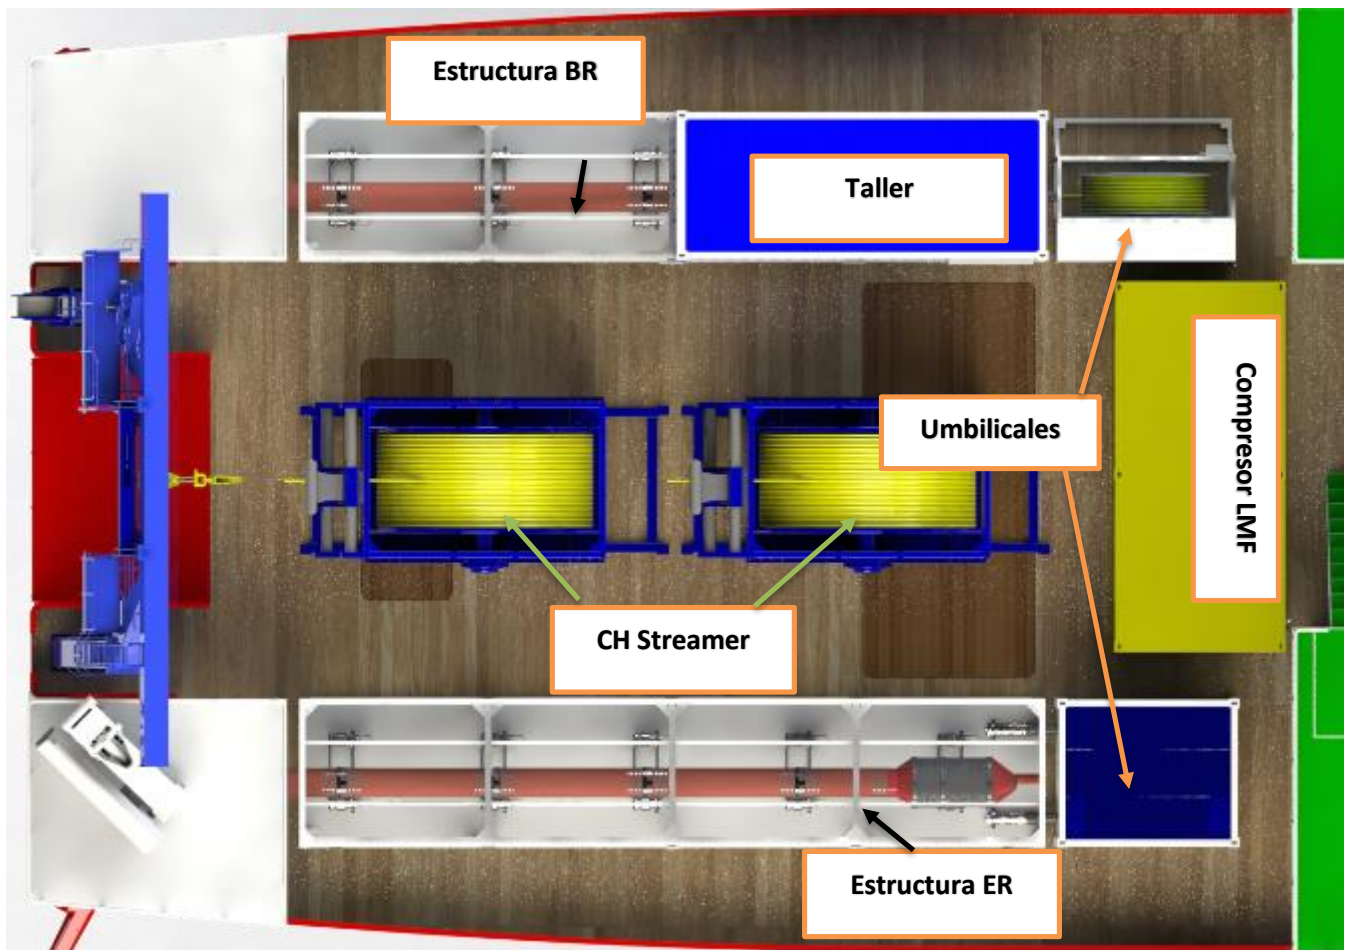 Estructura BR
Taller
Umbilicales
Compresor LMF
CH Streamer
Estructura ER